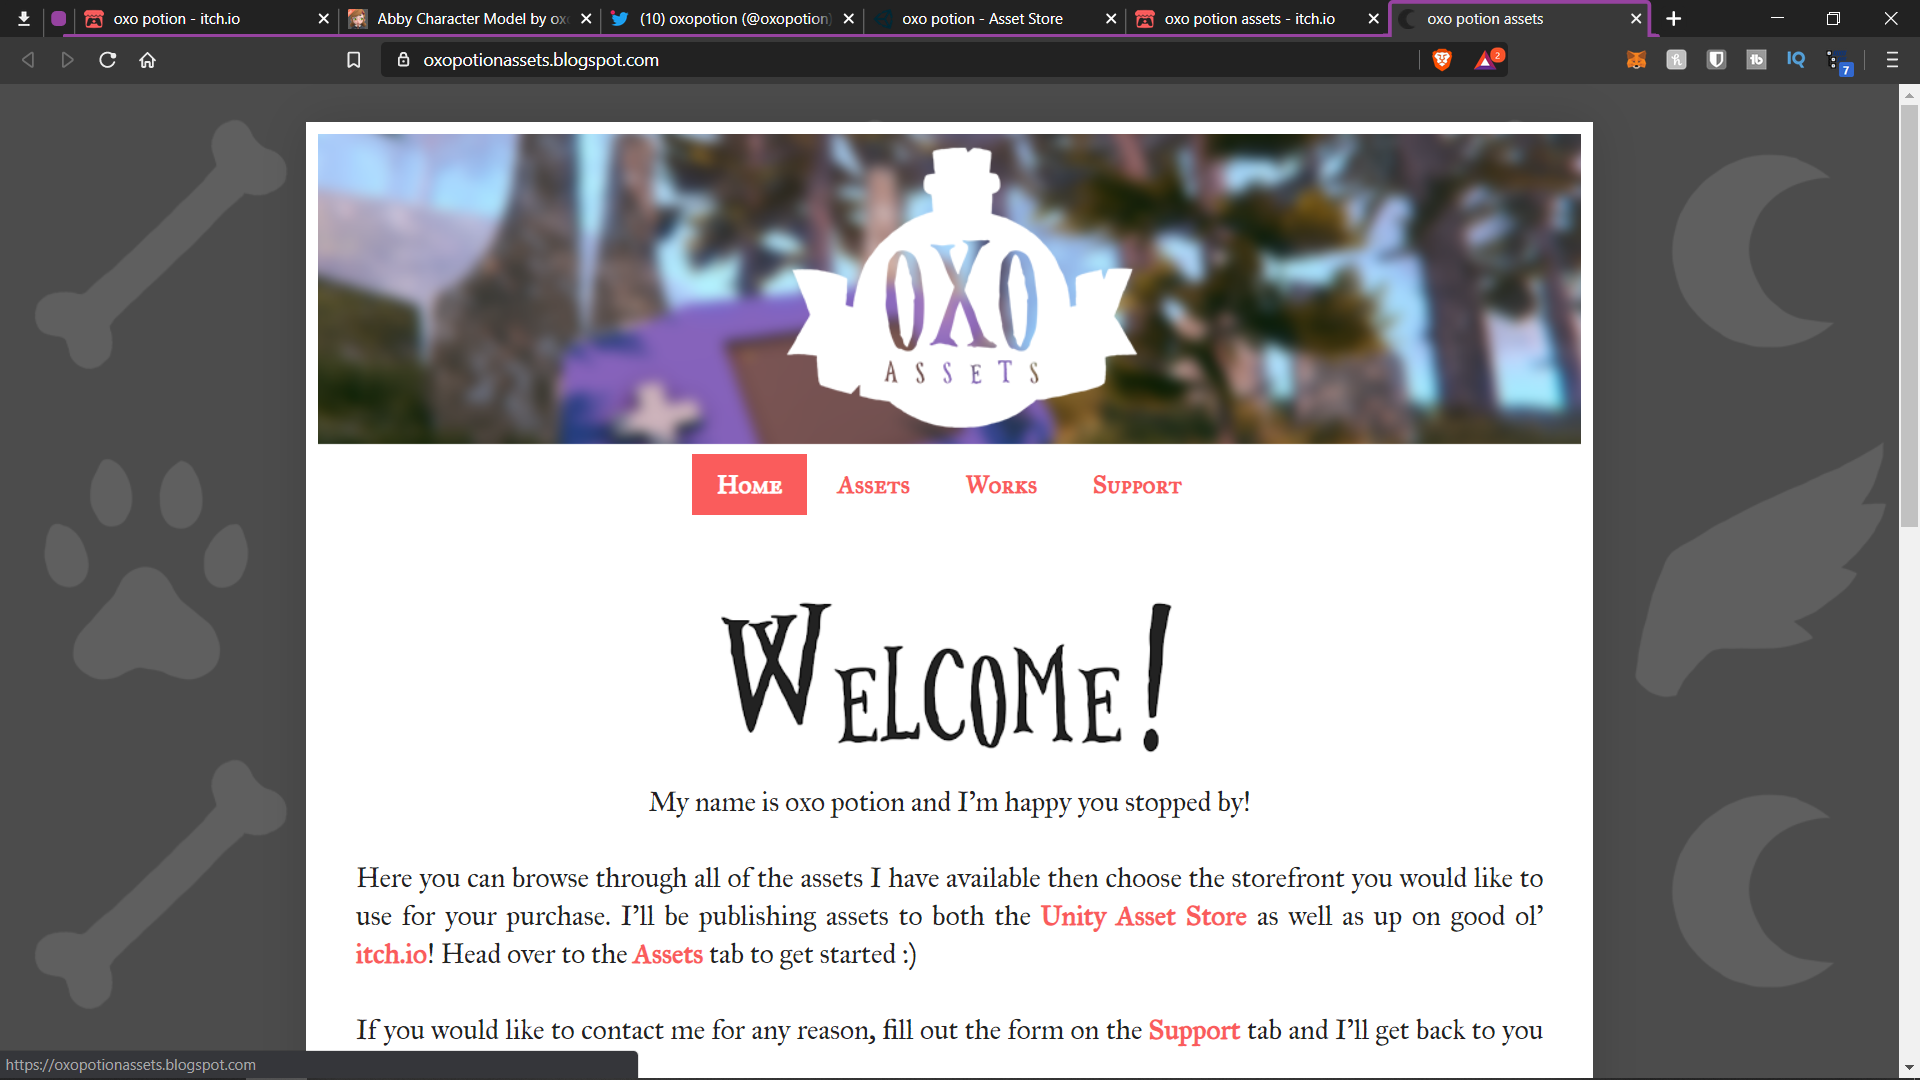 oxo potion - itch.io
Abby Character Model by ox
(10) oxopotion (@oxopotion)
oxo potion - Asset Store
oxo potion assets - itch.io
oxo potion assets
oxopotionassets.blogspot.com
2
tb
IQ
7
OXO
ASSETS
Home Assets Works Support
Welcome!
My name is oxo potion and I'm happy you stopped by!
Here you can browse through all of the assets I have available then choose the storefront you would like to
use for your purchase. I'll be publishing assets to both the Unity Asset Store as well as up on good ol'
itch.io! Head over to the Assets tab to get started :)
If you would like to contact me for any reason, fill out the form on the Support tab and I'll get back to you
https://oxopotionassets.blogspot.com